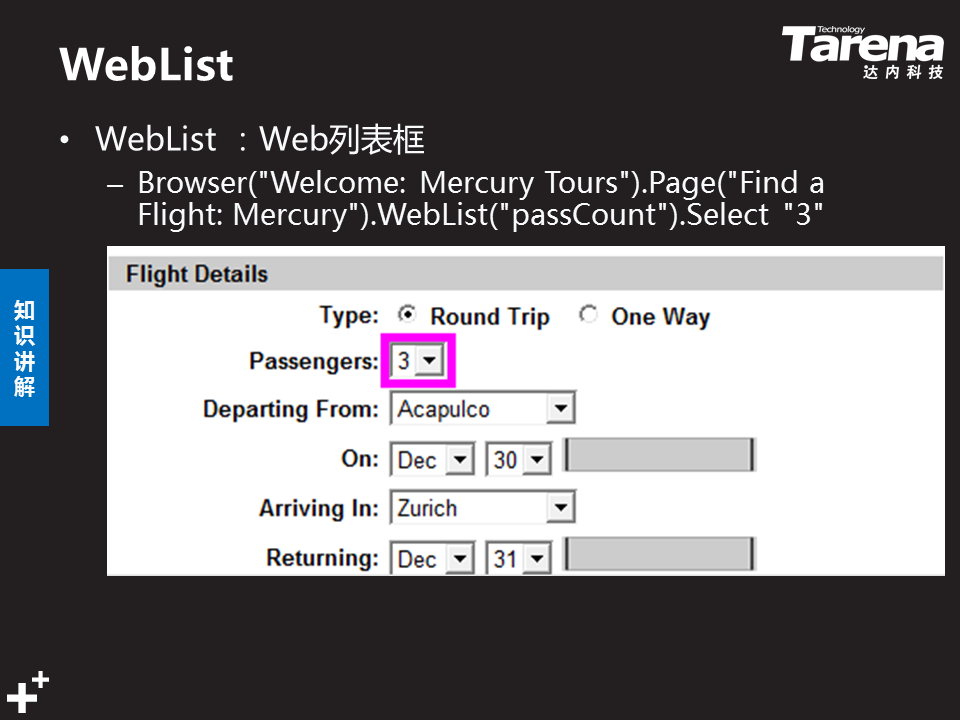 WebList
Technology
Tarena
达内科技
• WebList ：Web列表框
– Browser("Welcome: Mercury Tours").Page("Find a
Flight: Mercury").WebList("passCount").Select "3"
知
识
讲
解
Flight Details
Type: Round Trip One Way
Passengers: 3
Departing From: Acapulco
On: Dec 30
Arriving In: Zurich
Returning: Dec 31